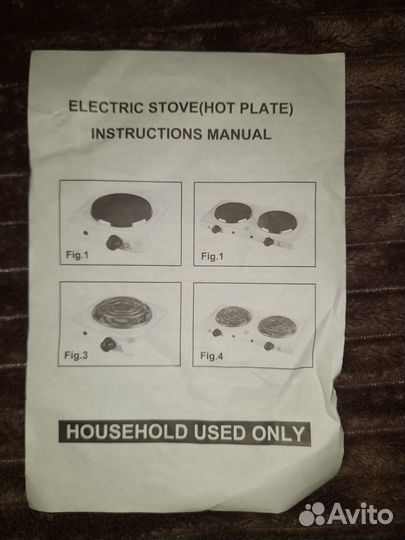 ELECTRIC STOVE(HOT PLATE)
INSTRUCTIONS MANUAL
Fig.1
Fig.1
Fig.3
Fig.4
HOUSEHOLD USED ONLY
Avito